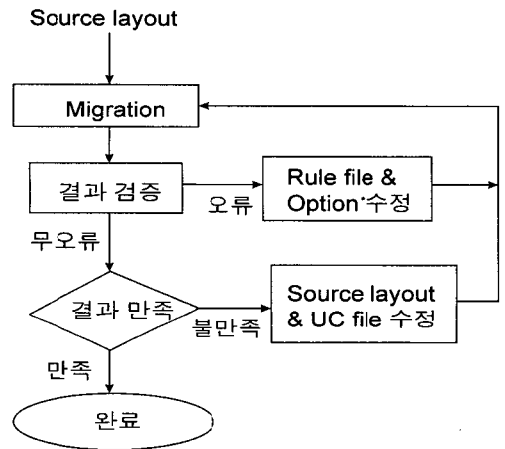 Source layout
Migration
결과 검증
오류
Rule file &
Option 수정
무오류
결과 만족
불만족
Source layout
& UC file 수정
만족
완료